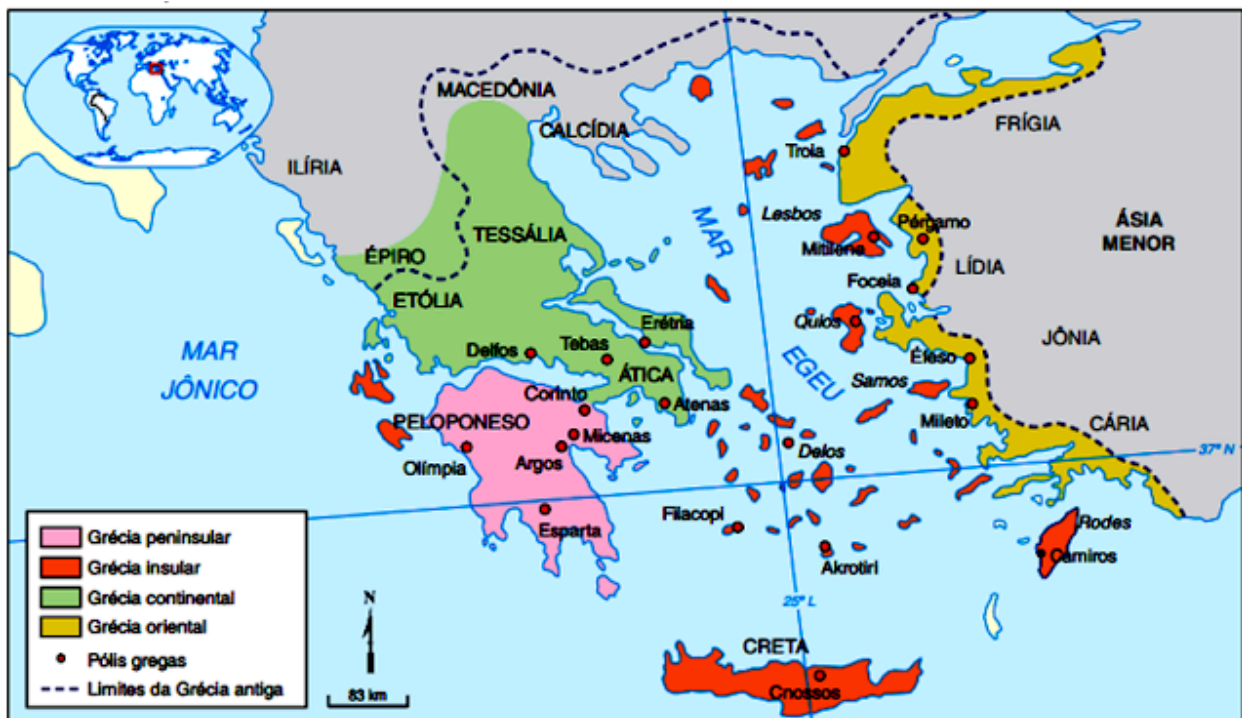 MACEDÔNIA
CALCÍDIA
FRÍGIA
Troia
ILÍRIA
Lesbos
Pérgamo
ÁSIA
MENOR
MAR
TESSÁLIA
Mitilene
ÉPIRO
LÍDIA
Foceia
ETÓLIA
Quios
Erétria
JÔNIA
MAR
JÔNICO
Delfos
Tebas
EGEU
Éfeso
ÁTICA
Samos
Corinto
Atenas
Mileto
PELOPONESO
CÁRIA
Micenas
Delos
37° N
Olímpia
Argos
Esparta
Filacopi
Rodes
Akrotiri
Camiros
25° L
CRETA
Cnossos
Grécia peninsular
Grécia insular
Grécia continental
Grécia oriental
Pólis gregas
Limites da Grécia antiga
N
83 km